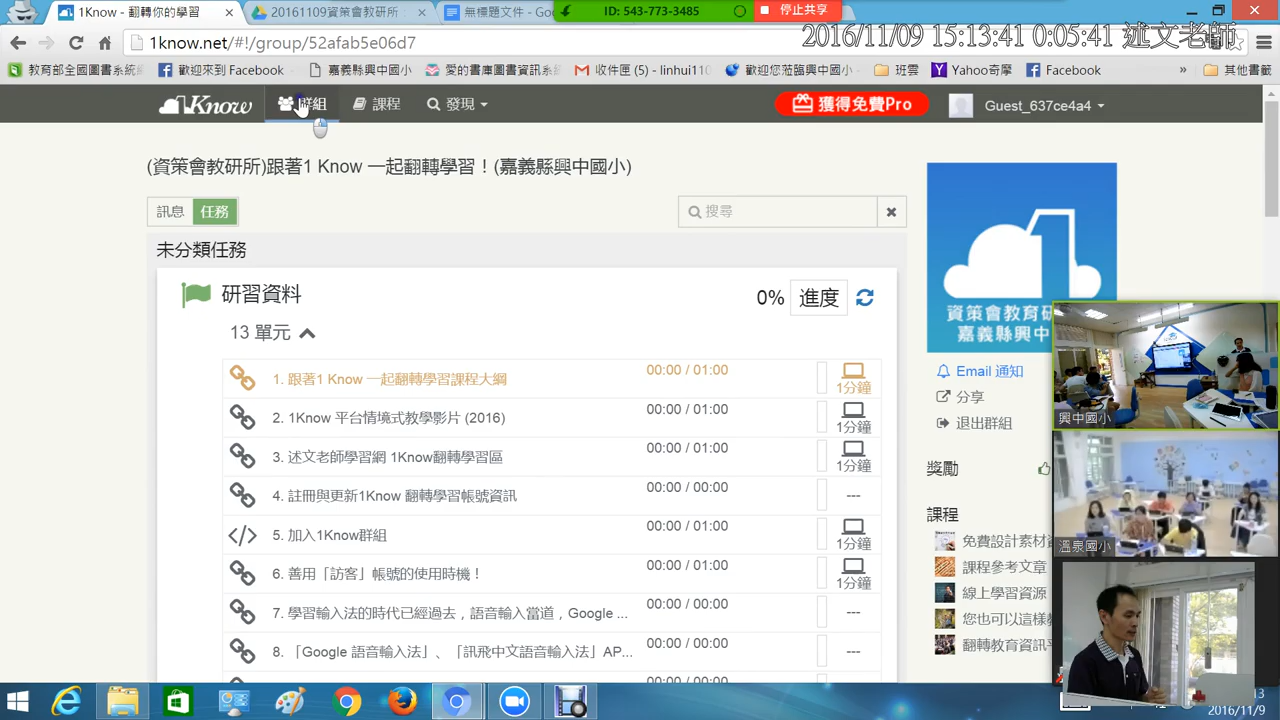 1Know - 翻轉你的學習
20161109資策會教研所
無標題文件 - Goo
ID: 543-773-3485
停止共享
1know.net/#!/group/52afab5e06d7
2016/11/09 15:13:41 0:05:41 述文老師
教育部全國圖書系統
歡迎來到 Facebook
嘉義縣興中國小
愛的書庫圖書資訊系
收件匣 (5) - linhui110
歡迎您蒞臨興中國小
班雲
Yahoo奇摩
Facebook
»
其他書籤
1Know
群組
課程
發現
獲得免費Pro
Guest_637ce4a4
(資策會教研所)跟著1 Know 一起翻轉學習！(嘉義縣興中國小)
訊息
任務
搜尋
未分類任務
研習資料
0%
進度
13 單元
1. 跟著1 Know 一起翻轉學習課程大綱
00:00 / 01:00
1分鐘
2. 1Know 平台情境式教學影片 (2016)
00:00 / 01:00
1分鐘
3. 述文老師學習網 1Know翻轉學習區
00:00 / 01:00
1分鐘
4. 註冊與更新1Know 翻轉學習帳號資訊
00:00 / 00:00
---
5. 加入1Know群組
00:00 / 01:00
1分鐘
6. 善用「訪客」帳號的使用時機！
00:00 / 01:00
1分鐘
7. 學習輸入法的時代已經過去，語音輸入當道，Google ...
00:00 / 00:00
---
8. 「Google 語音輸入法」、「訊飛中文語音輸入法」AP...
00:00 / 00:00
---
資策會教育研
嘉義縣興中
Email 通知
分享
退出群組
獎勵
課程
免費設計素材
課程參考文章
線上學習資源
您也可以這樣
翻轉教育資訊
興中國小
溫泉國小
2016/11/9